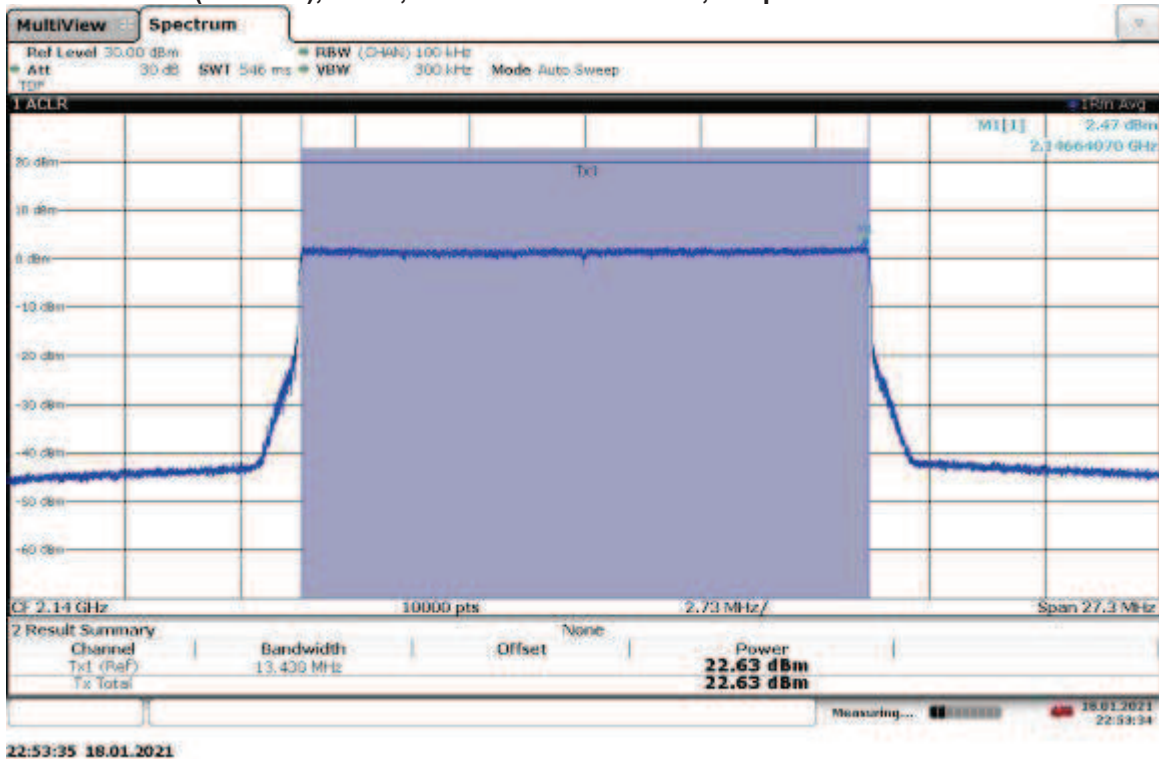 MultiView Spectrum
Ref Level 30.00 dBm RBW (CHAN) 100 kHz
Att 30 dB SWT 546 ms VBW 300 kHz Mode Auto Sweep
TDF
1 ACLR 1Rm Avg
M1[1] 2.47 dBm
2.14664070 GHz
20 dBm
Tx1
10 dBm
0 dBm
-10 dBm
-20 dBm
-30 dBm
-40 dBm
-50 dBm
-60 dBm
CF 2.14 GHz 10000 pts 2.73 MHz/ Span 27.3 MHz
2 Result Summary None
Channel Bandwidth Offset Power
Tx1 (Ref) 13.430 MHz 22.63 dBm
Tx Total 22.63 dBm
Measuring... 18.01.2021
22:53:34
22:53:35 18.01.2021